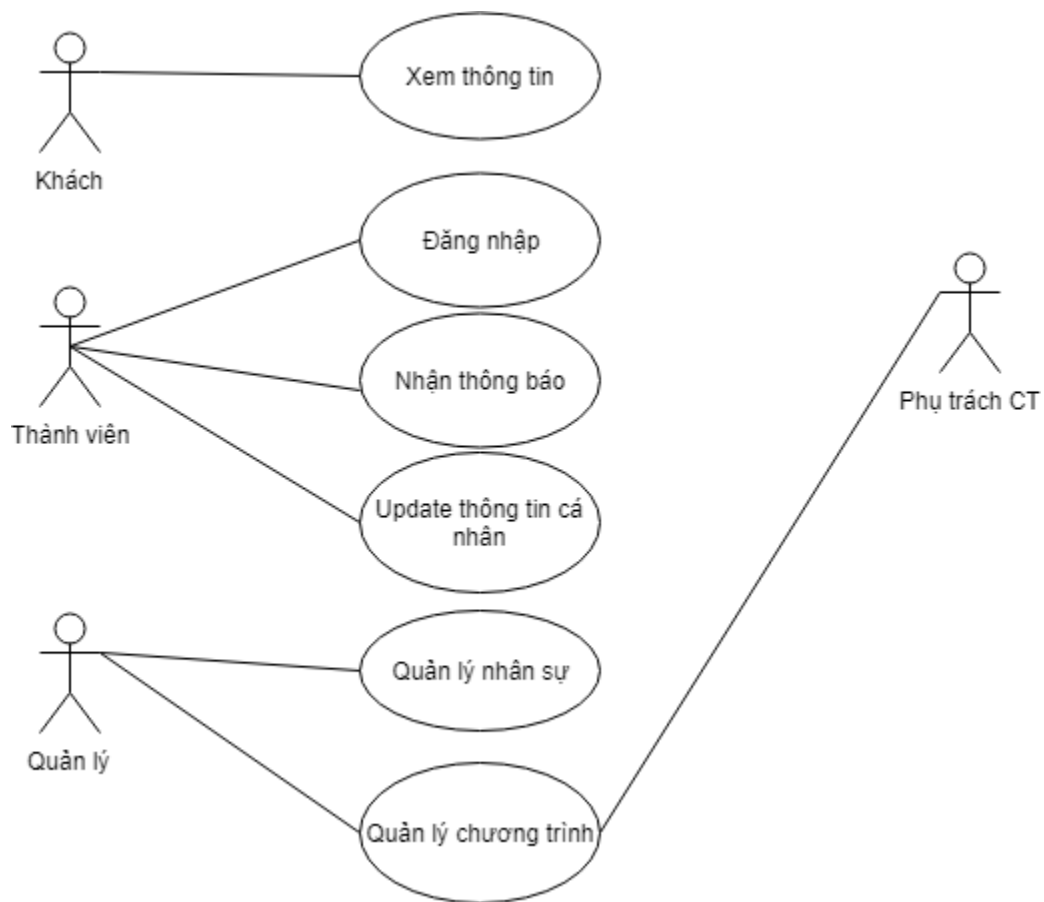 Xem thông tin
Khách
Đăng nhập
Nhận thông báo
Phụ trách CT
Thành viên
Update thông tin cá
nhân
Quản lý nhân sự
Quản lý
Quản lý chương trình